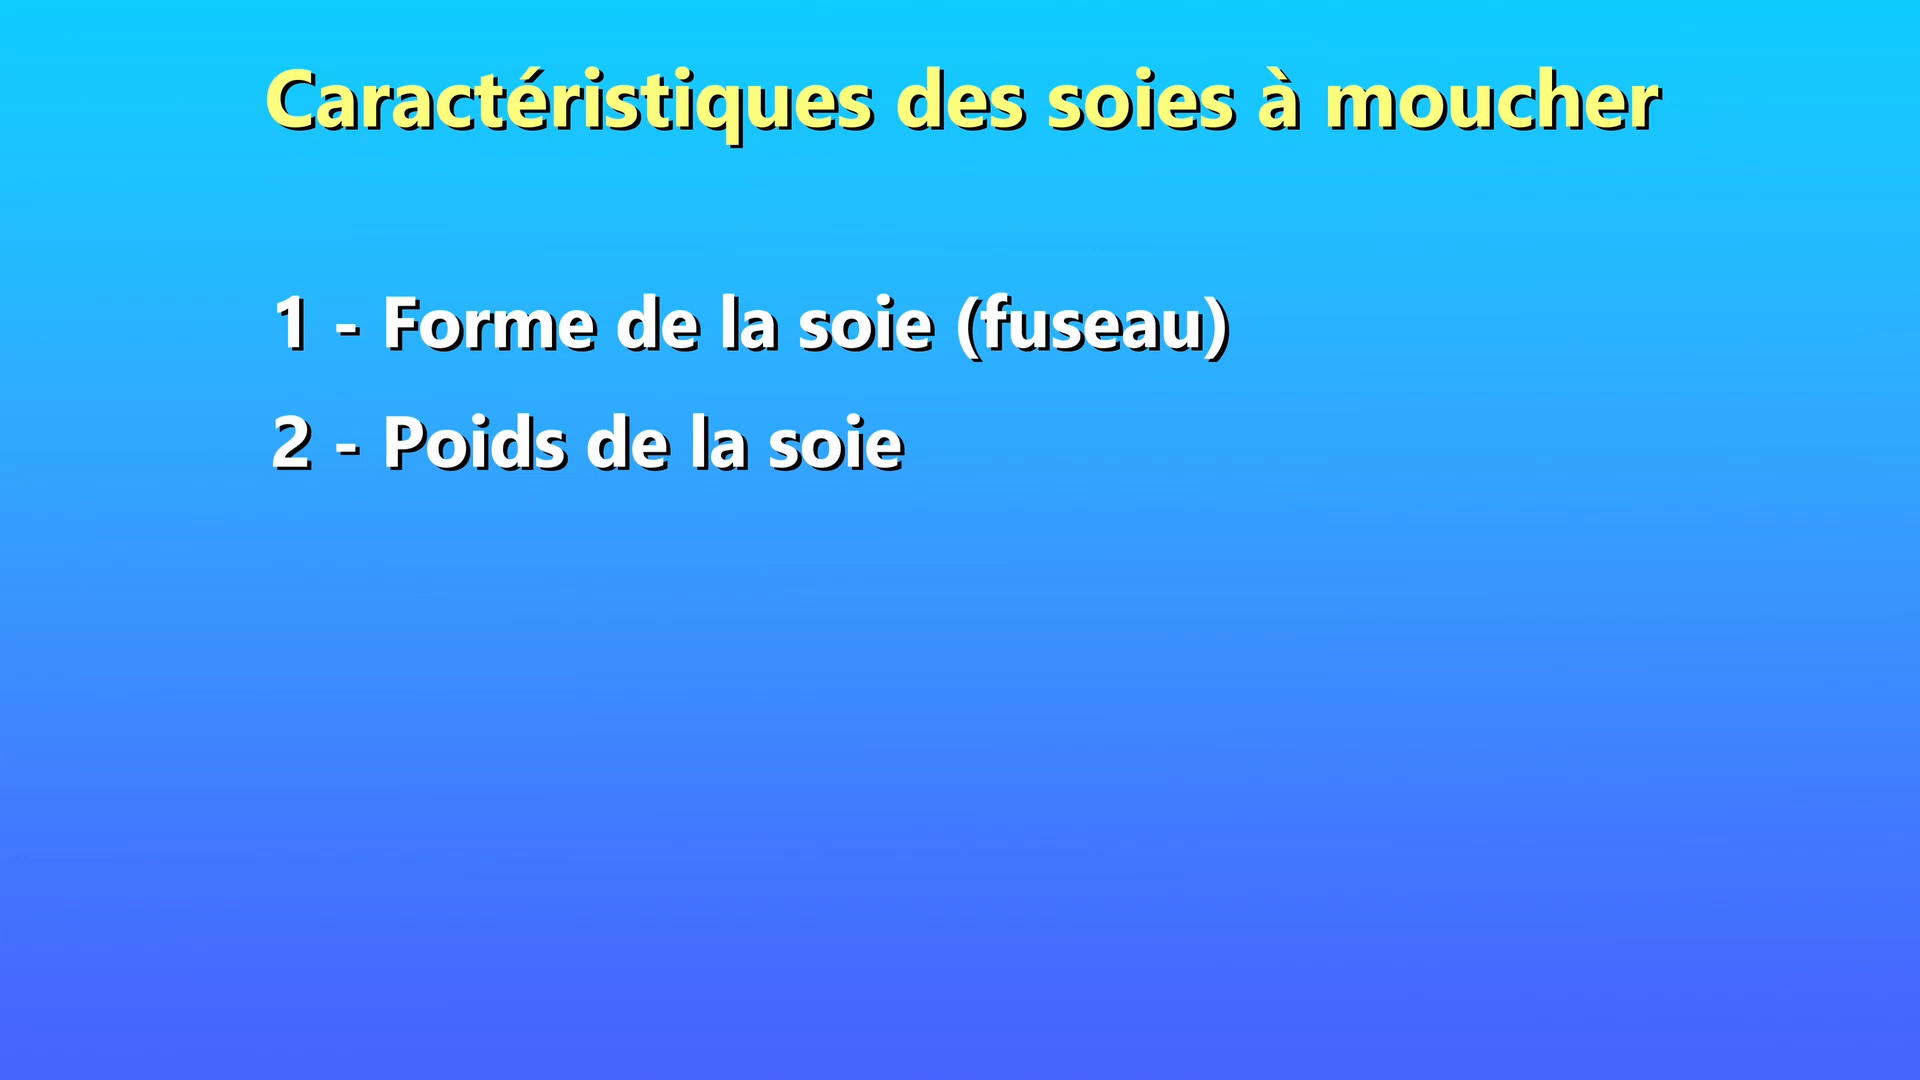 Caractéristiques des soies à moucher
1 - Forme de la soie (fuseau)
2 - Poids de la soie